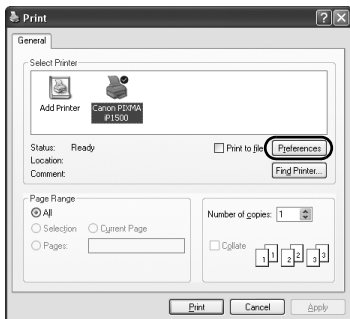 Print
General
Select Printer
Add Printer
Canon PIXMA
iP1500
Status: Ready
Location:
Comment:
Print to file
Preferences
Find Printer...
Page Range
All
Selection
Current Page
Pages:
Number of copies: 1
Collate
1 1 2 2 3 3
Print
Cancel
Apply